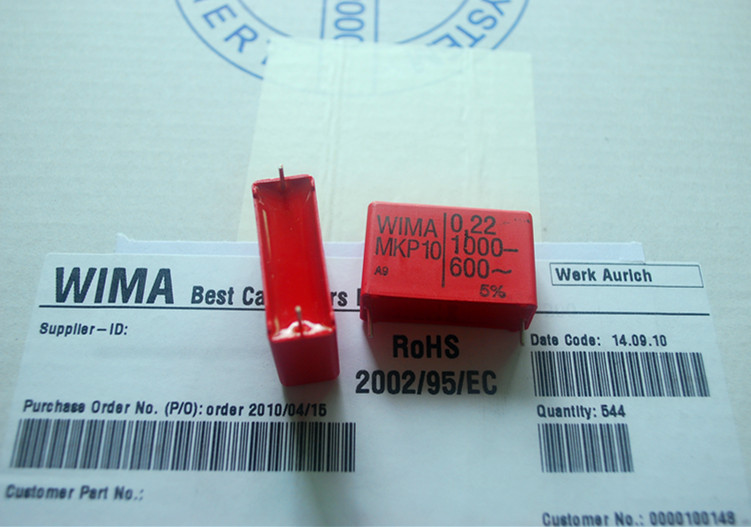 ERT
SYSTE
WIMA
MKP10
A9
0,22
1000–
600~
5%
WIMA Best Ca
Werk Aurich
Supplier-ID:
RoHS
2002/95/EC
Date Code: 14.09.10
Purchase Order No. (P/O): order 2010/04/15
Quantity: 544
Customer Part No.:
Customer No.: 0000100148